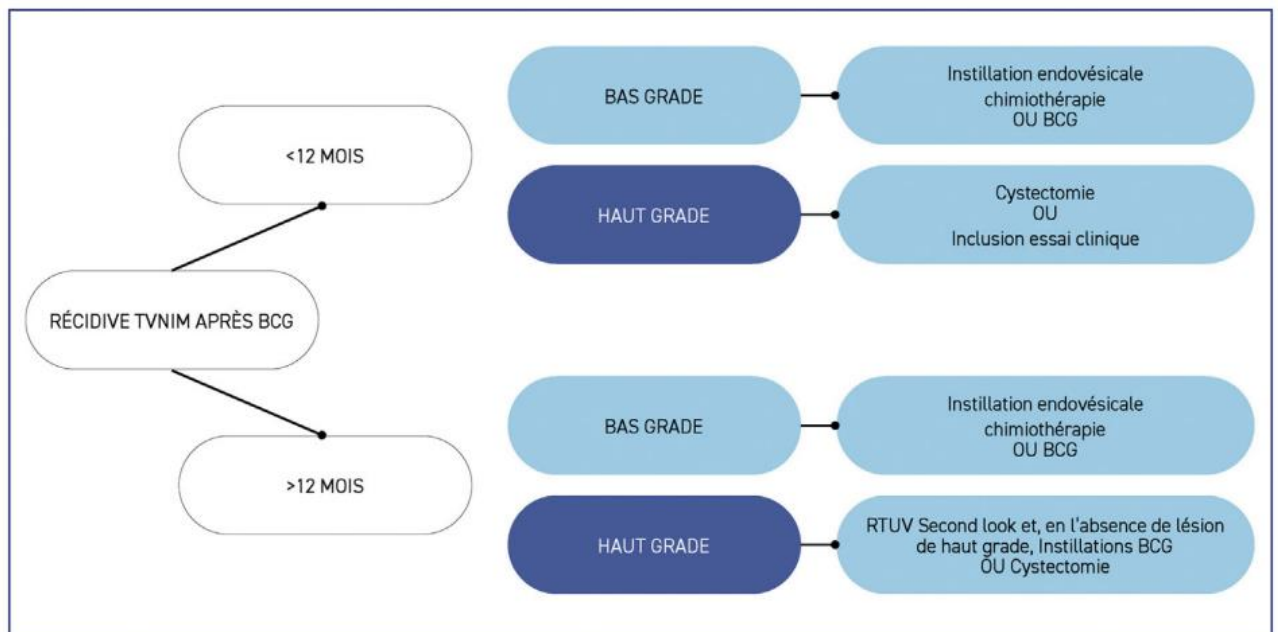 RÉCIDIVE TVNIM APRÈS BCG
<12 MOIS
BAS GRADE
Instillation endovésicale
chimiothérapie
OU BCG
HAUT GRADE
Cystectomie
OU
Inclusion essai clinique
>12 MOIS
BAS GRADE
Instillation endovésicale
chimiothérapie
OU BCG
HAUT GRADE
RTUV Second look et, en l'absence de lésion
de haut grade, Instillations BCG
OU Cystectomie